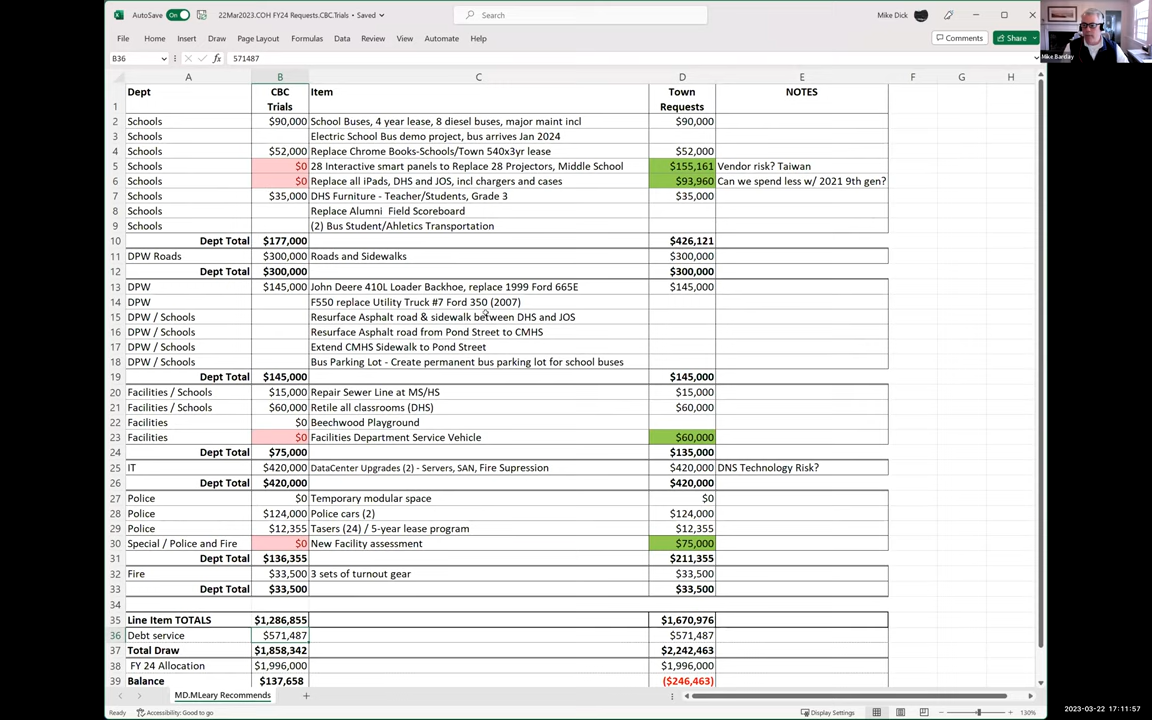 AutoSave On 22Mar2023.COH FY24 Requests.CBC.Trials • Saved Search Mike Dick
File Home Insert Draw Page Layout Formulas Data Review View Automate Help Comments Share
Mike Barclay
B36 fx 571487
A B C D E F G H
1 Dept CBC Trials Item Town Requests NOTES
2 Schools $90,000 School Buses, 4 year lease, 8 diesel buses, major maint incl $90,000
3 Schools Electric School Bus demo project, bus arrives Jan 2024
4 Schools $52,000 Replace Chrome Books-Schools/Town 540x3yr lease $52,000
5 Schools $0 28 Interactive smart panels to Replace 28 Projectors, Middle School $155,161 Vendor risk? Taiwan
6 Schools $0 Replace all iPads, DHS and JOS, incl chargers and cases $93,960 Can we spend less w/ 2021 9th gen?
7 Schools $35,000 DHS Furniture - Teacher/Students, Grade 3 $35,000
8 Schools Replace Alumni Field Scoreboard
9 Schools (2) Bus Student/Ahletics Transportation
10 Dept Total $177,000 $426,121
11 DPW Roads $300,000 Roads and Sidewalks $300,000
12 Dept Total $300,000 $300,000
13 DPW $145,000 John Deere 410L Loader Backhoe, replace 1999 Ford 665E $145,000
14 DPW F550 replace Utility Truck #7 Ford 350 (2007)
15 DPW / Schools Resurface Asphalt road & sidewalk between DHS and JOS
16 DPW / Schools Resurface Asphalt road from Pond Street to CMHS
17 DPW / Schools Extend CMHS Sidewalk to Pond Street
18 DPW / Schools Bus Parking Lot - Create permanent bus parking lot for school buses
19 Dept Total $145,000 $145,000
20 Facilities / Schools $15,000 Repair Sewer Line at MS/HS $15,000
21 Facilities / Schools $60,000 Retile all classrooms (DHS) $60,000
22 Facilities $0 Beechwood Playground
23 Facilities $0 Facilities Department Service Vehicle $60,000
24 Dept Total $75,000 $135,000
25 IT $420,000 DataCenter Upgrades (2) - Servers, SAN, Fire Supression $420,000 DNS Technology Risk?
26 Dept Total $420,000 $420,000
27 Police $0 Temporary modular space $0
28 Police $124,000 Police cars (2) $124,000
29 Police $12,355 Tasers (24) / 5-year lease program $12,355
30 Special / Police and Fire $0 New Facility assessment $75,000
31 Dept Total $136,355 $211,355
32 Fire $33,500 3 sets of turnout gear $33,500
33 Dept Total $33,500 $33,500
34
35 Line Item TOTALS $1,286,855 $1,670,976
36 Debt service $571,487 $571,487
37 Total Draw $1,858,342 $2,242,463
38 FY 24 Allocation $1,996,000 $1,996,000
39 Balance $137,658 ($246,463)
MD.MLeary Recommends
Ready Accessibility: Good to go Display Settings 130%
2023-03-22 17:11:57